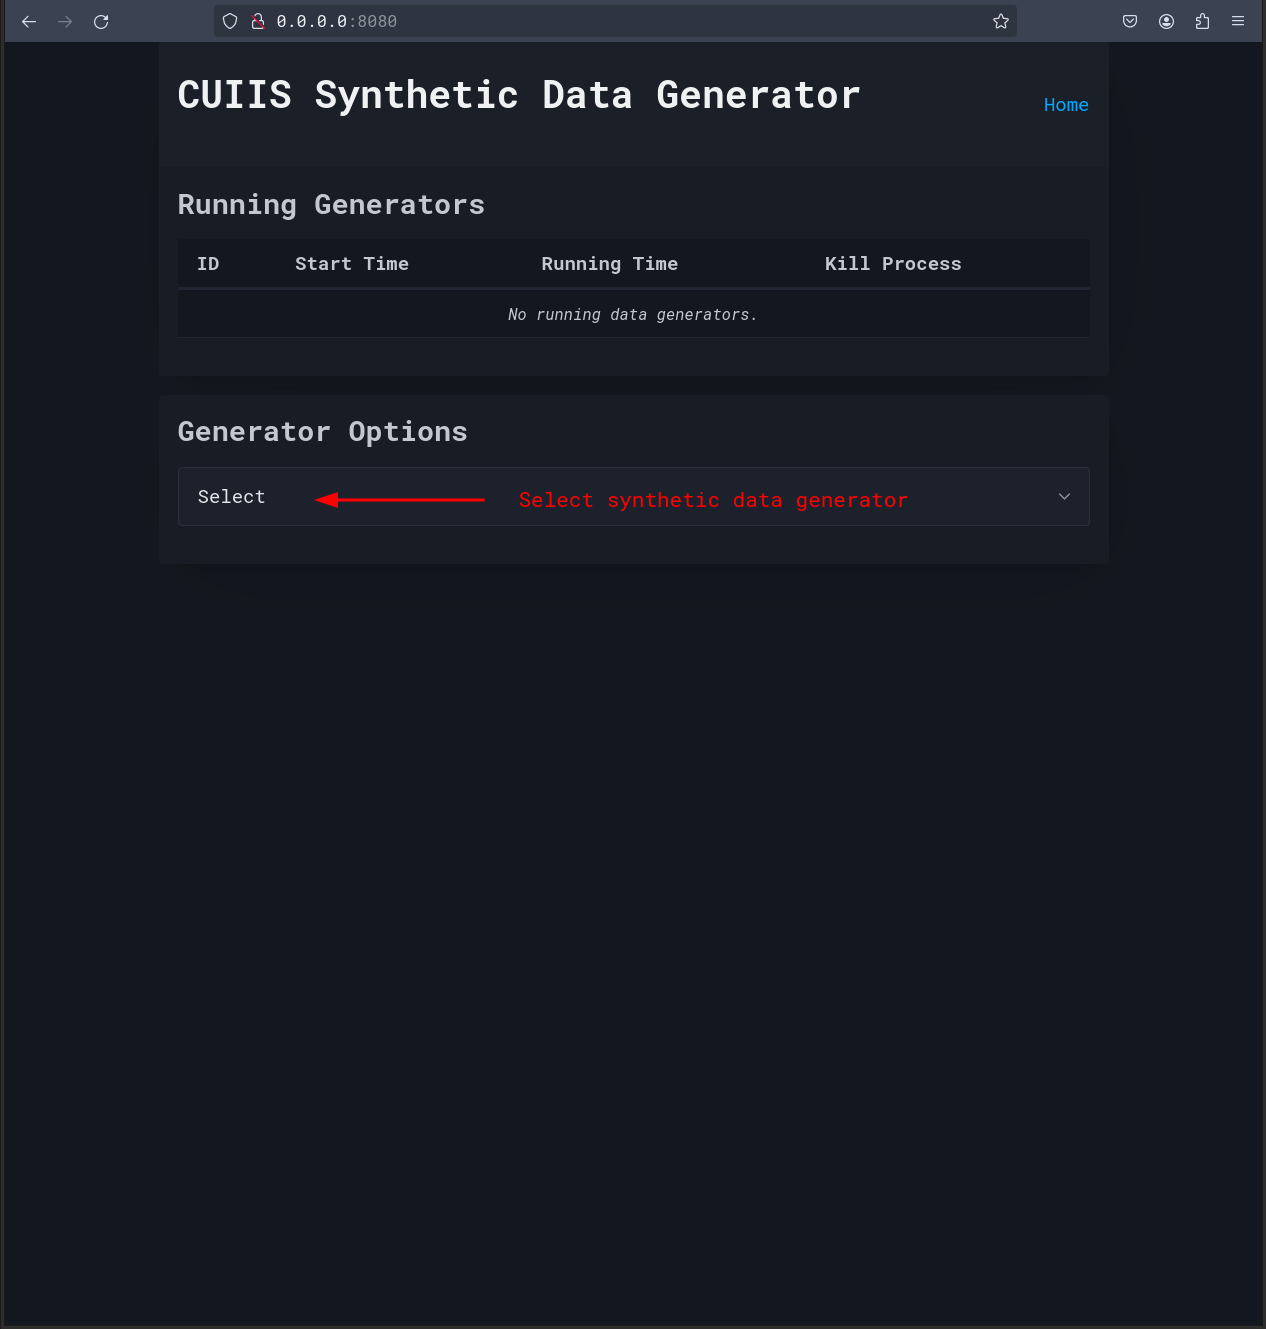 0.0.0.0:8080
CUIIS Synthetic Data Generator
Home
Running Generators
ID Start Time Running Time Kill Process
No running data generators.
Generator Options
Select Select synthetic data generator